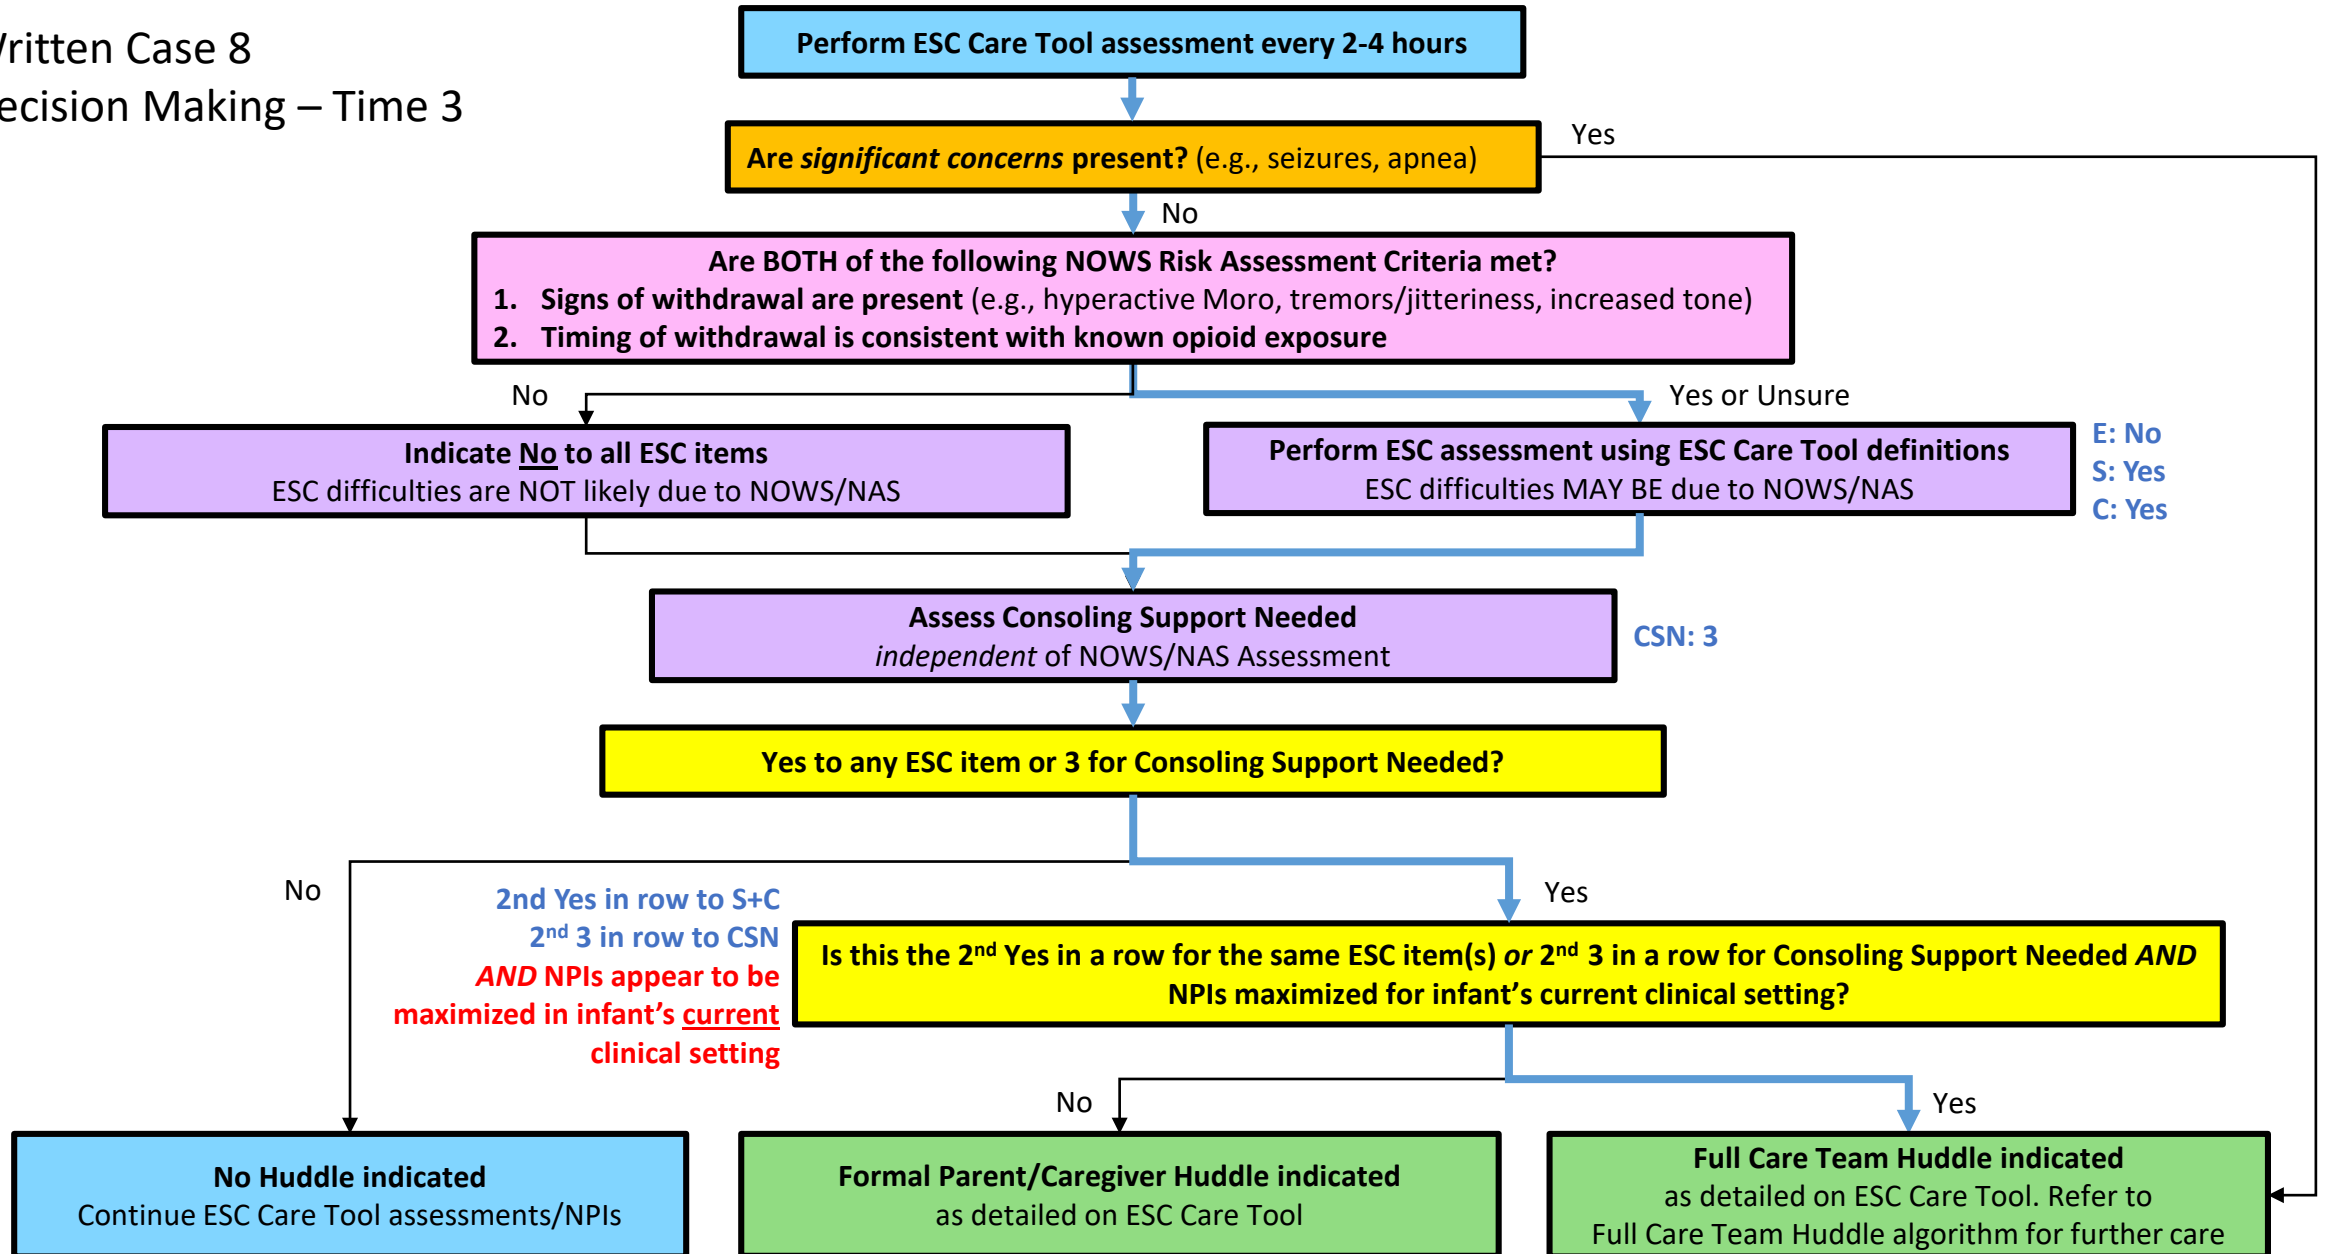 ritten Case 8
ecision Making – Time 3
Perform ESC Care Tool assessment every 2-4 hours
Are significant concerns present? (e.g., seizures, apnea)
Yes
No
Are BOTH of the following NOWS Risk Assessment Criteria met?
1. Signs of withdrawal are present (e.g., hyperactive Moro, tremors/jitteriness, increased tone)
2. Timing of withdrawal is consistent with known opioid exposure
No
Yes or Unsure
Indicate No to all ESC items
ESC difficulties are NOT likely due to NOWS/NAS
Perform ESC assessment using ESC Care Tool definitions
ESC difficulties MAY BE due to NOWS/NAS
E: No
S: Yes
C: Yes
Assess Consoling Support Needed
independent of NOWS/NAS Assessment
CSN: 3
Yes to any ESC item or 3 for Consoling Support Needed?
No
Yes
2nd Yes in row to S+C
2nd 3 in row to CSN
AND NPIs appear to be
maximized in infant's current
clinical setting
Is this the 2nd Yes in a row for the same ESC item(s) or 2nd 3 in a row for Consoling Support Needed AND
NPIs maximized for infant's current clinical setting?
No
Yes
No Huddle indicated
Continue ESC Care Tool assessments/NPIs
Formal Parent/Caregiver Huddle indicated
as detailed on ESC Care Tool
Full Care Team Huddle indicated
as detailed on ESC Care Tool. Refer to
Full Care Team Huddle algorithm for further care